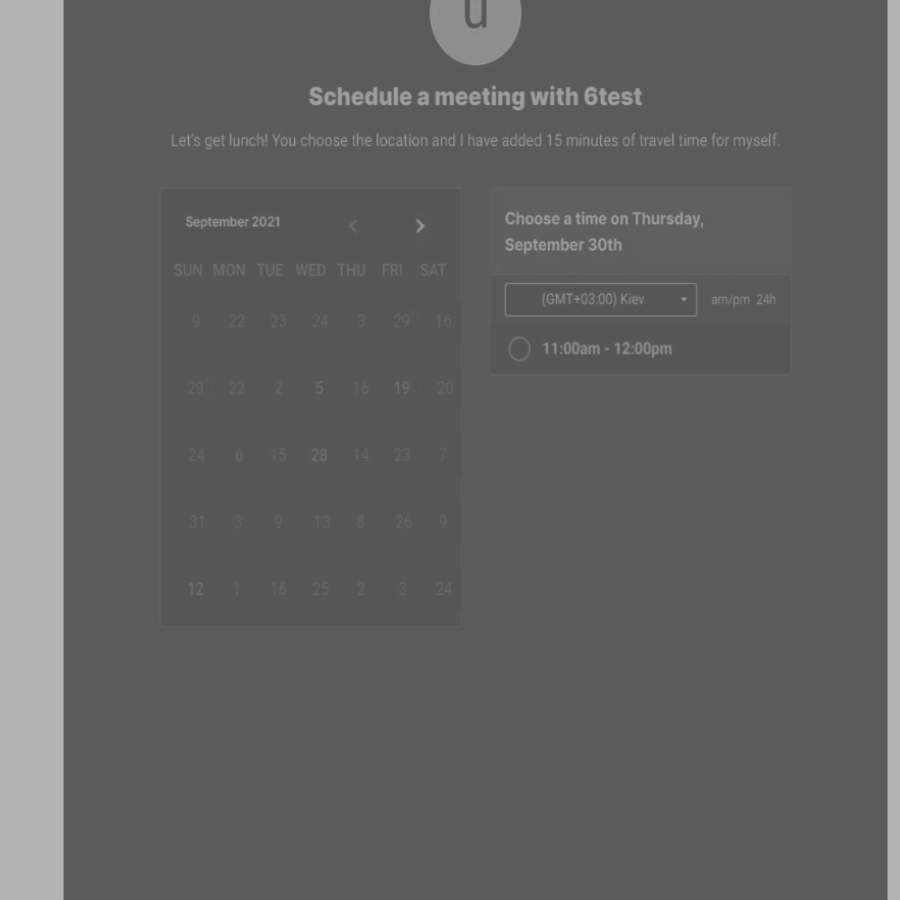 u
Schedule a meeting with 6test
Let's get lunch! You choose the location and I have added 15 minutes of travel time for myself.
September 2021
SUN MON TUE WED THU FRI SAT
9 22 23 24 3 29 16
29 22 2 5 16 19 20
24 6 15 28 14 23 7
31 3 9 13 8 26 9
12 1 16 25 2 3 24
Choose a time on Thursday,
September 30th
(GMT+03:00) Kiev am/pm 24h
11:00am - 12:00pm